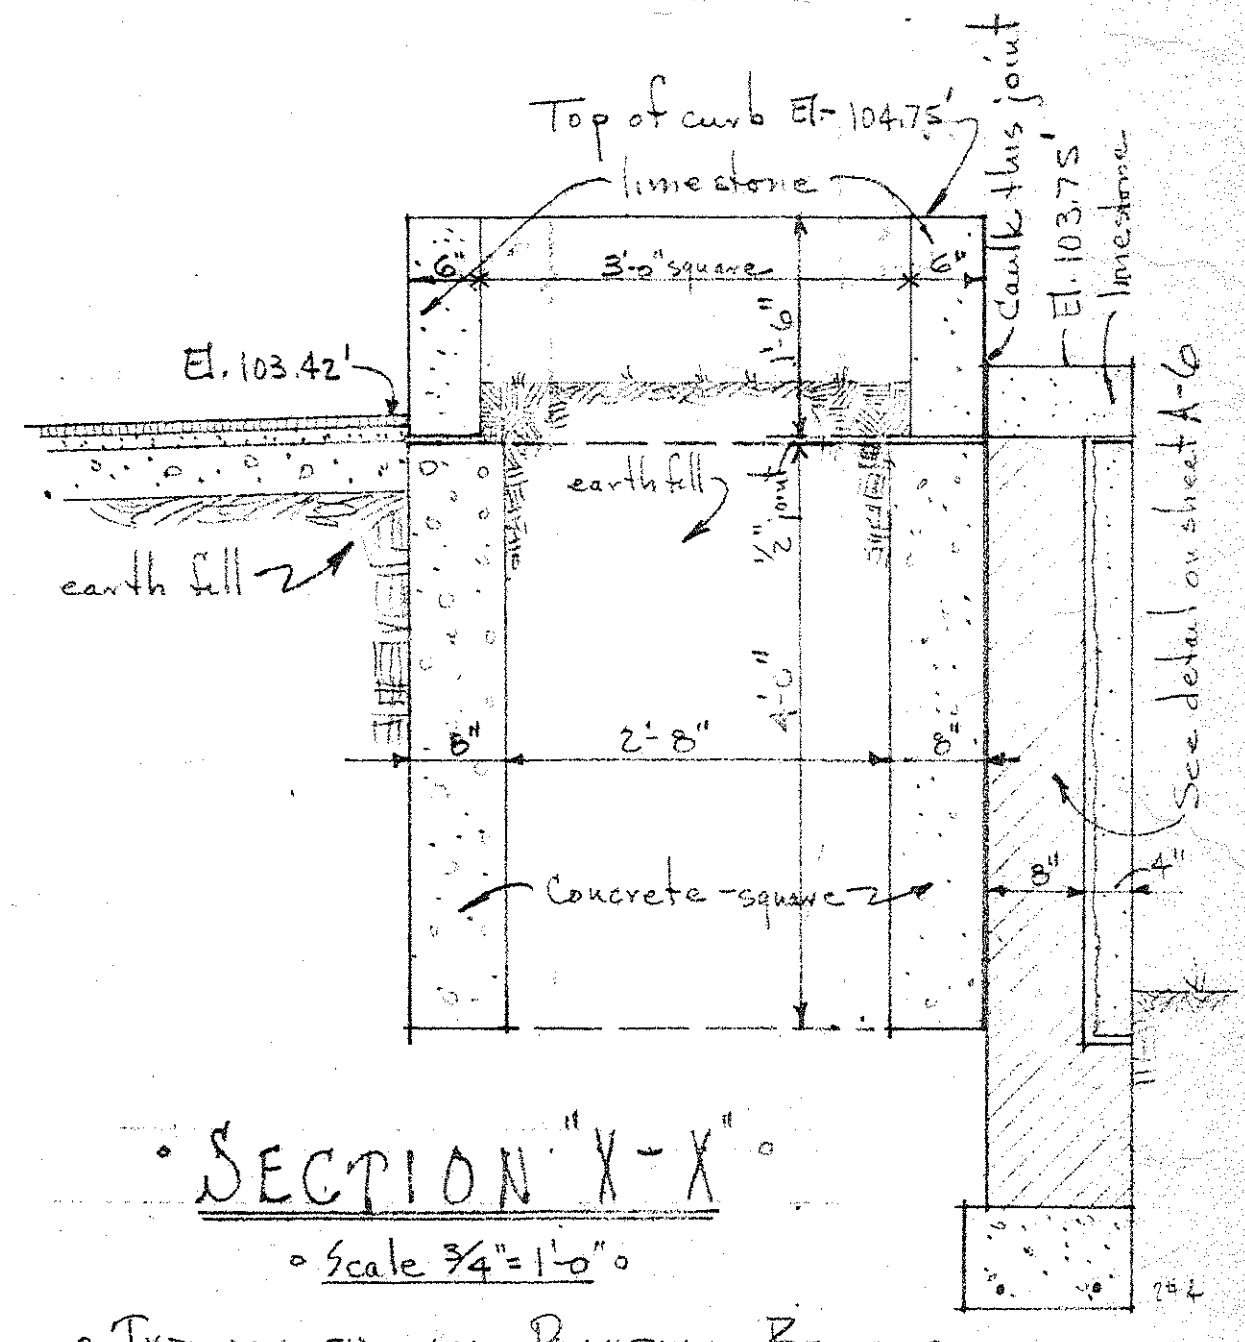 Top of curb El- 104.75'
limestone
Caulk this joint
El. 103.75'
limestone
6"
3'-0" square
6"
1'-6"
El. 103.42'
earth fill
1/2" joint
earth fill
See detail on sheet A-6
4'-0"
8"
2'-8"
8"
8"
4"
Concrete-square
SECTION "X-X"
Scale 3/4"=1'-0"